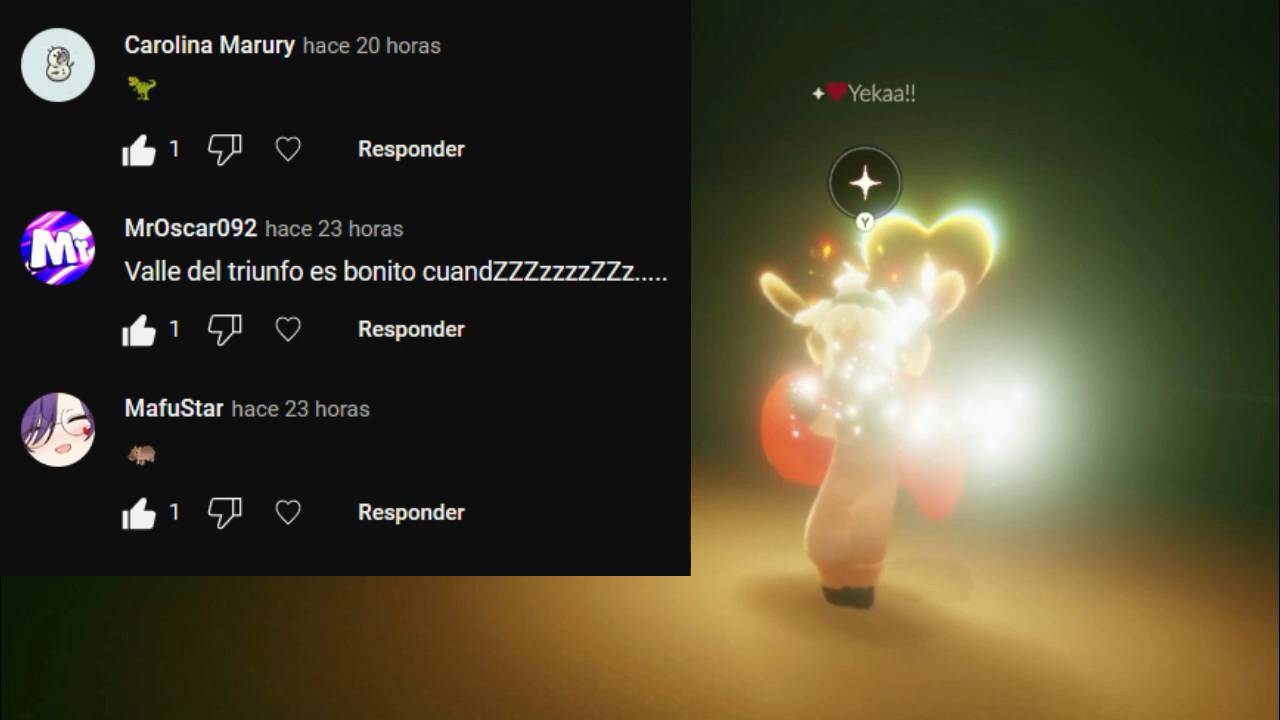 Carolina Marury hace 20 horas
🦖
1 Responder
MrOscar092 hace 23 horas
Mr
Valle del triunfo es bonito cuandZZZzzzzZZz.....
1 Responder
MafuStar hace 23 horas
🦛
1 Responder
✦❤Yekaa!!
Y